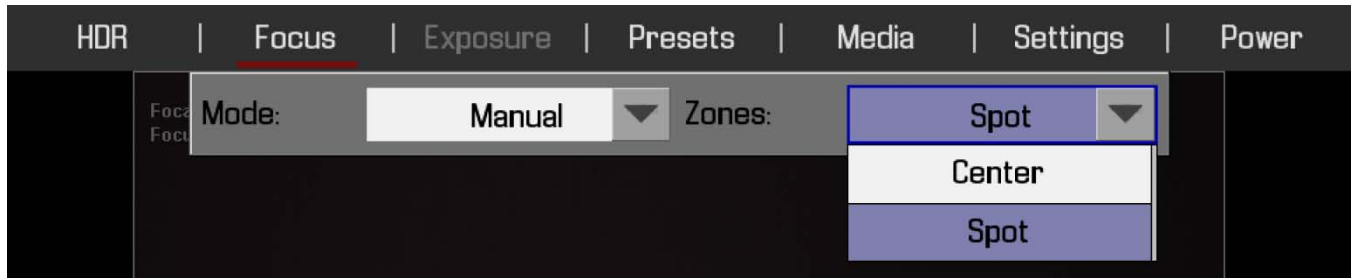 HDR | Focus | Exposure | Presets | Media | Settings | Power
Mode: Manual Zones: Spot
Center
Spot